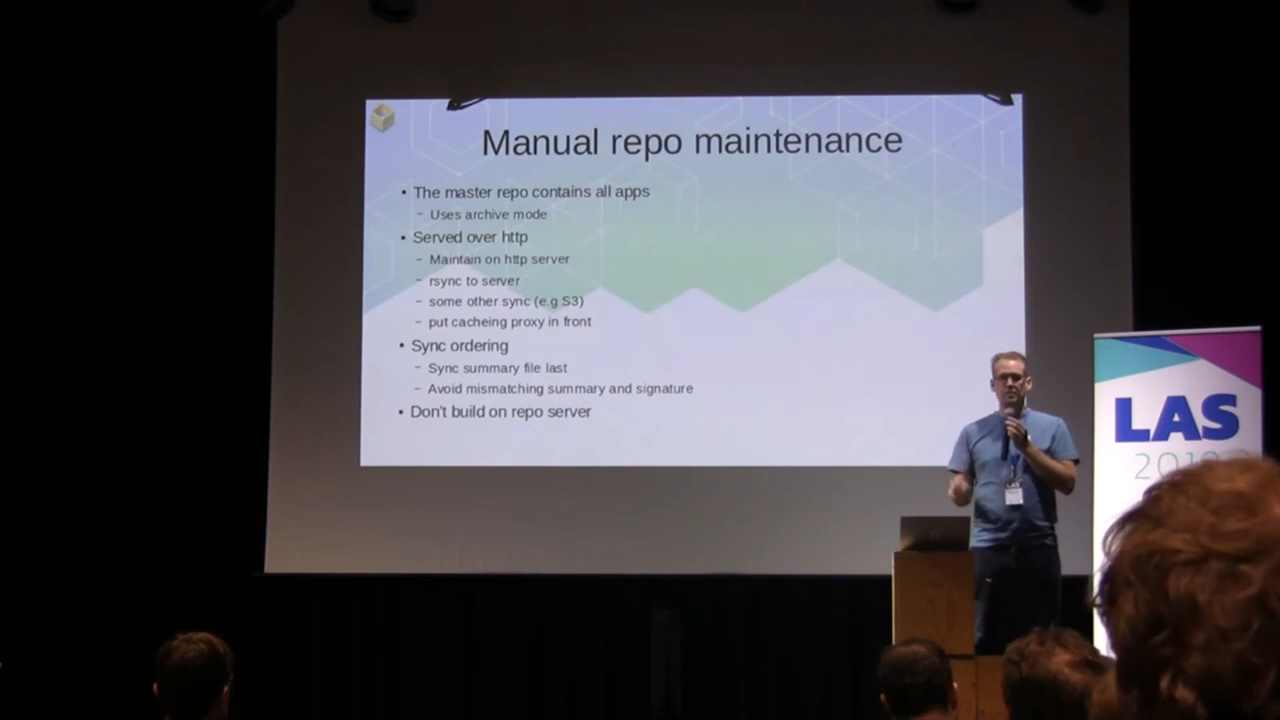 Manual repo maintenance
• The master repo contains all apps
– Uses archive mode
• Served over http
– Maintain on http server
– rsync to server
– some other sync (e.g S3)
– put cacheing proxy in front
• Sync ordering
– Sync summary file last
– Avoid mismatching summary and signature
• Don't build on repo server
LAS
2019
LAS